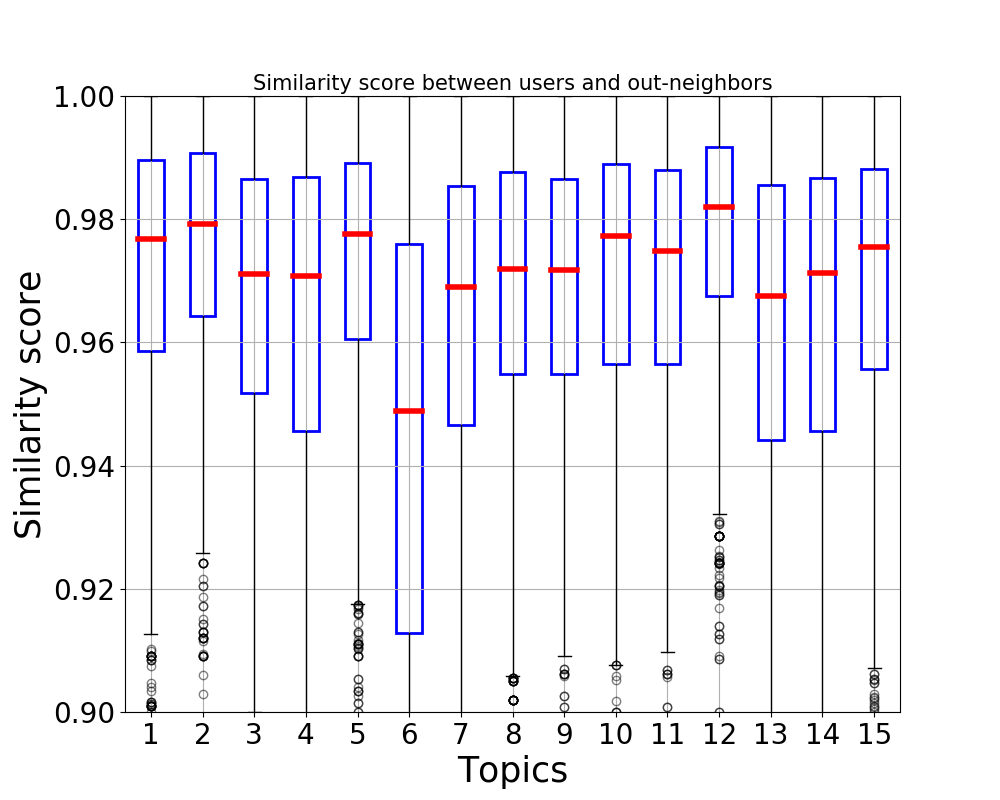 Similarity score between users and out-neighbors
1.00
0.98
0.96
0.94
0.92
0.90
Similarity score
1 2 3 4 5 6 7 8 9 10 11 12 13 14 15
Topics